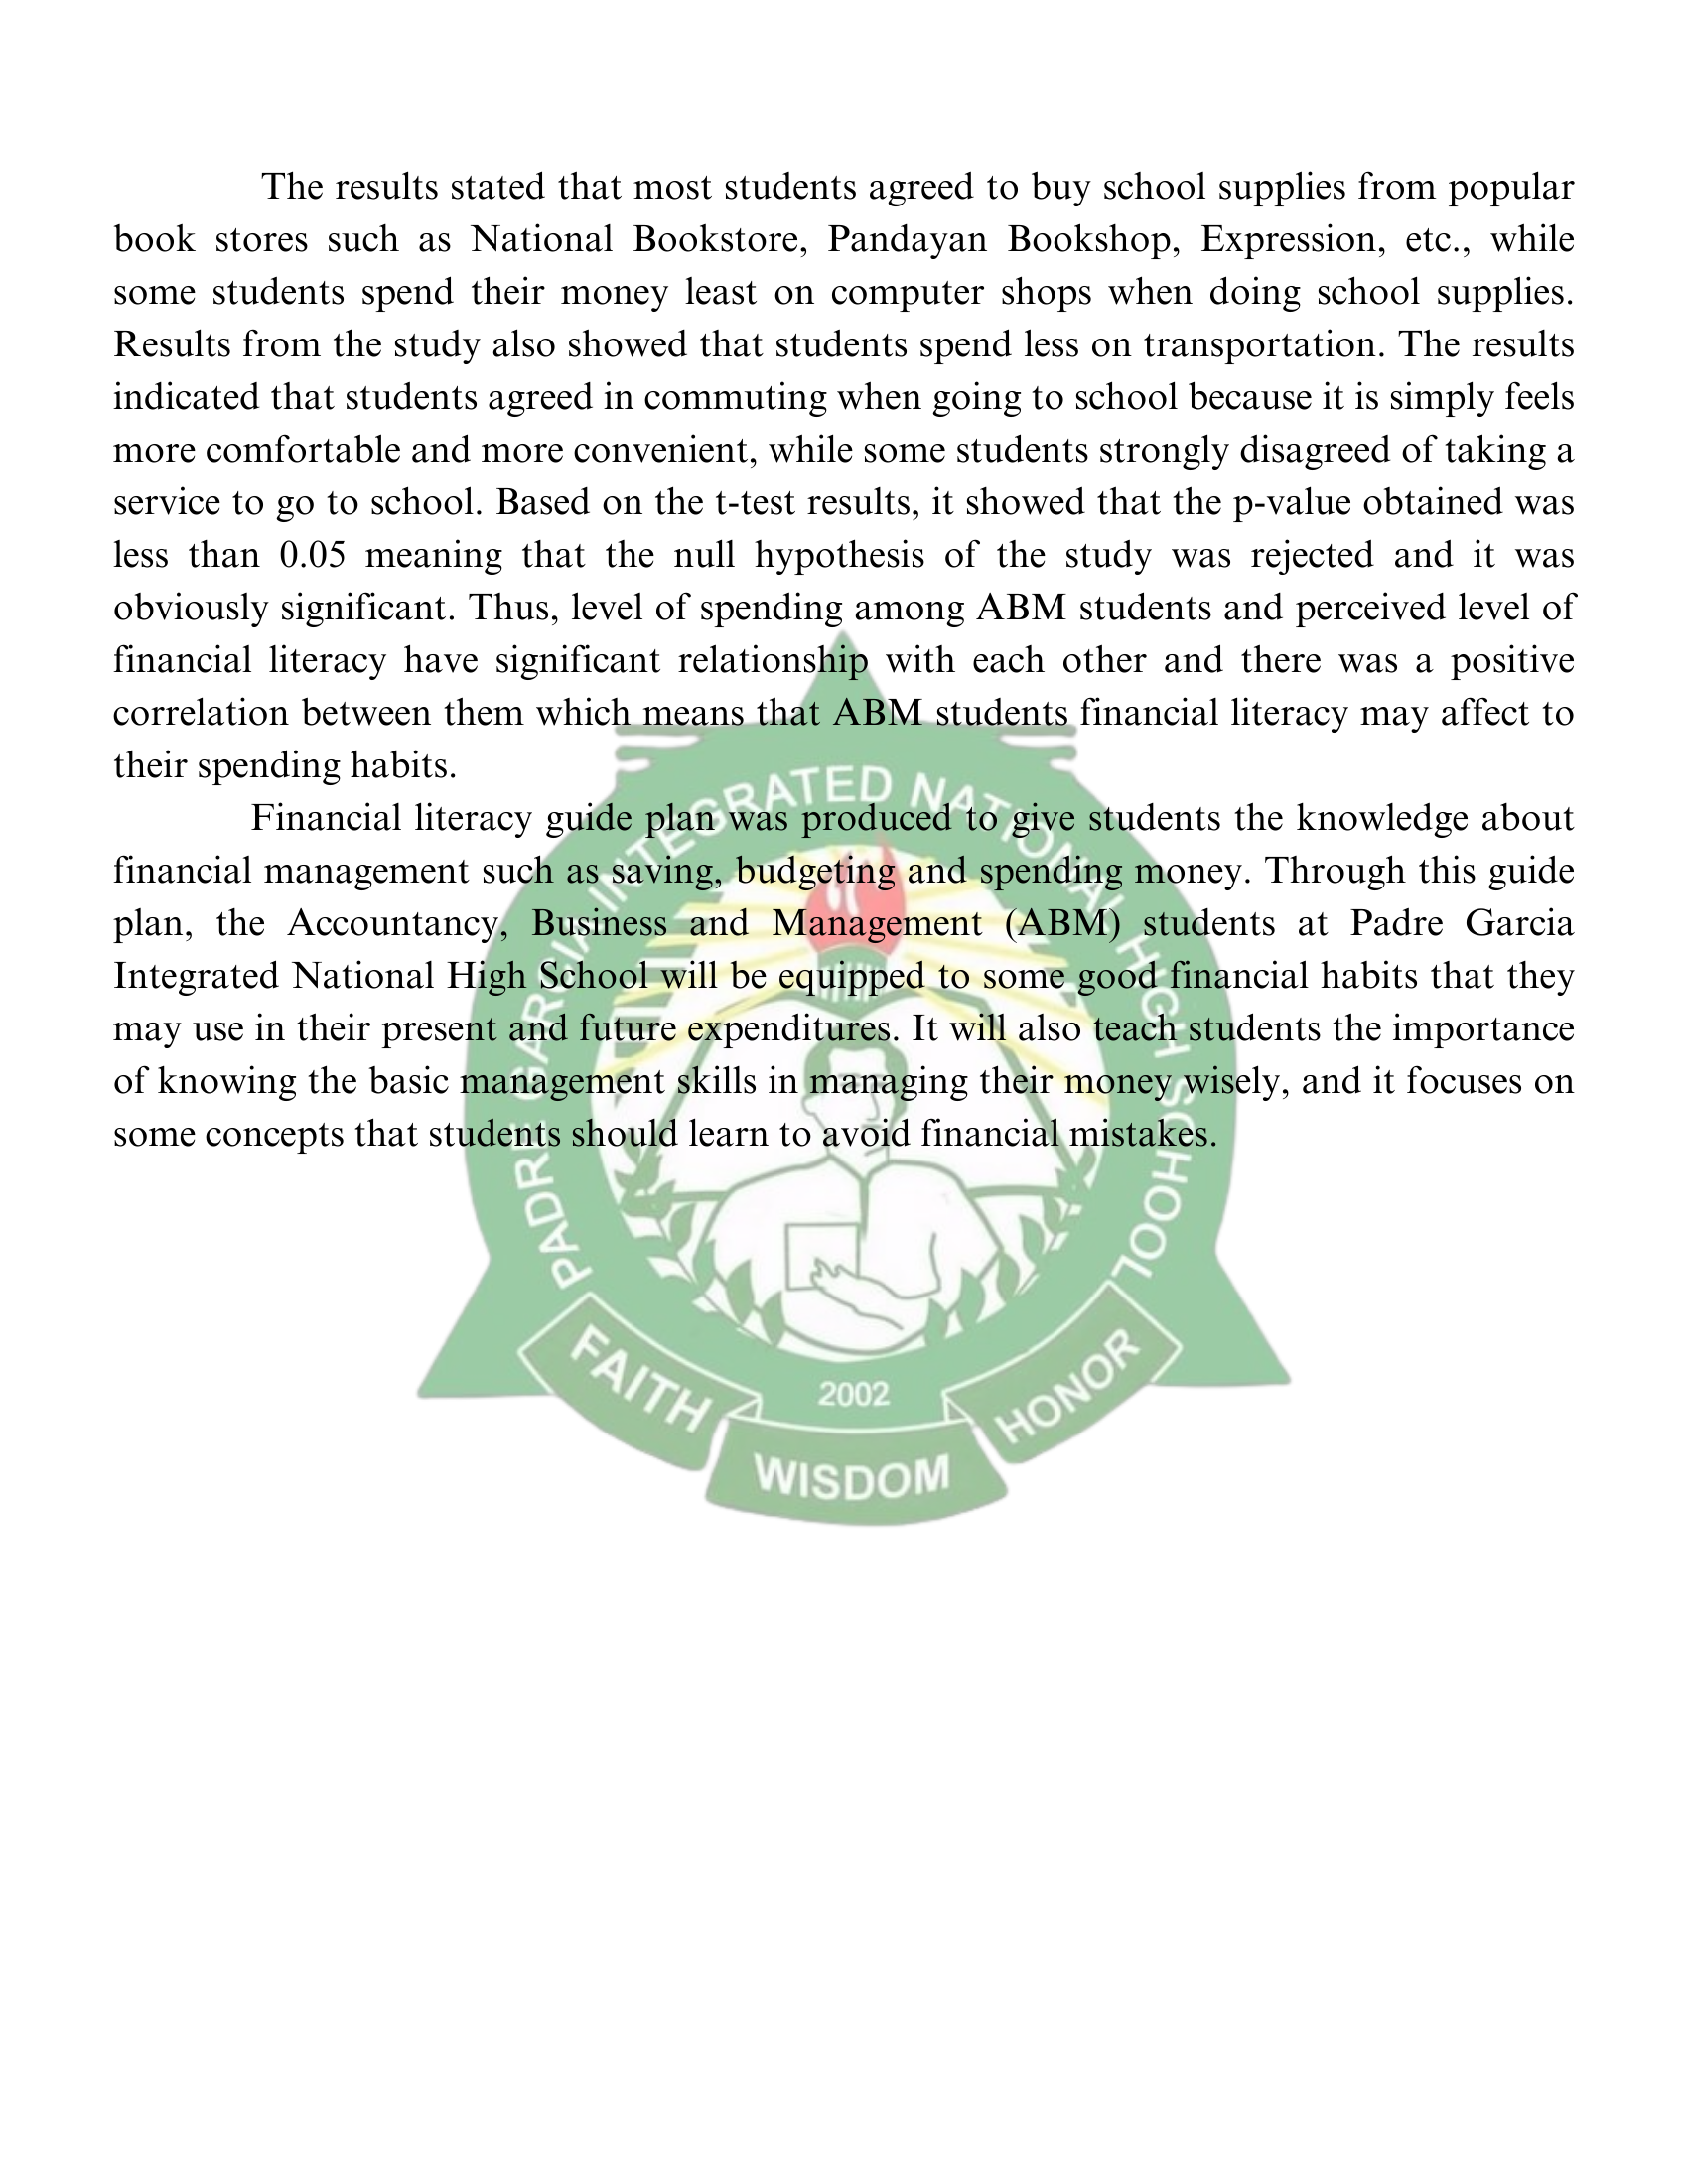 The results stated that most students agreed to buy school supplies from popular
book stores such as National Bookstore, Pandayan Bookshop, Expression, etc., while
some students spend their money least on computer shops when doing school supplies.
Results from the study also showed that students spend less on transportation. The results
indicated that students agreed in commuting when going to school because it is simply feels
more comfortable and more convenient, while some students strongly disagreed of taking a
service to go to school. Based on the t-test results, it showed that the p-value obtained was
less than 0.05 meaning that the null hypothesis of the study was rejected and it was
obviously significant. Thus, level of spending among ABM students and perceived level of
financial literacy have significant relationship with each other and there was a positive
correlation between them which means that ABM students financial literacy may affect to
their spending habits.
Financial literacy guide plan was produced to give students the knowledge about
financial management such as saving, budgeting and spending money. Through this guide
plan, the Accountancy, Business and Management (ABM) students at Padre Garcia
Integrated National High School will be equipped to some good financial habits that they
may use in their present and future expenditures. It will also teach students the importance
of knowing the basic management skills in managing their money wisely, and it focuses on
some concepts that students should learn to avoid financial mistakes.
PADRE GARCIA INTEGRATED NATIONAL HIGH SCHOOL
2002
FAITH
WISDOM
HONOR